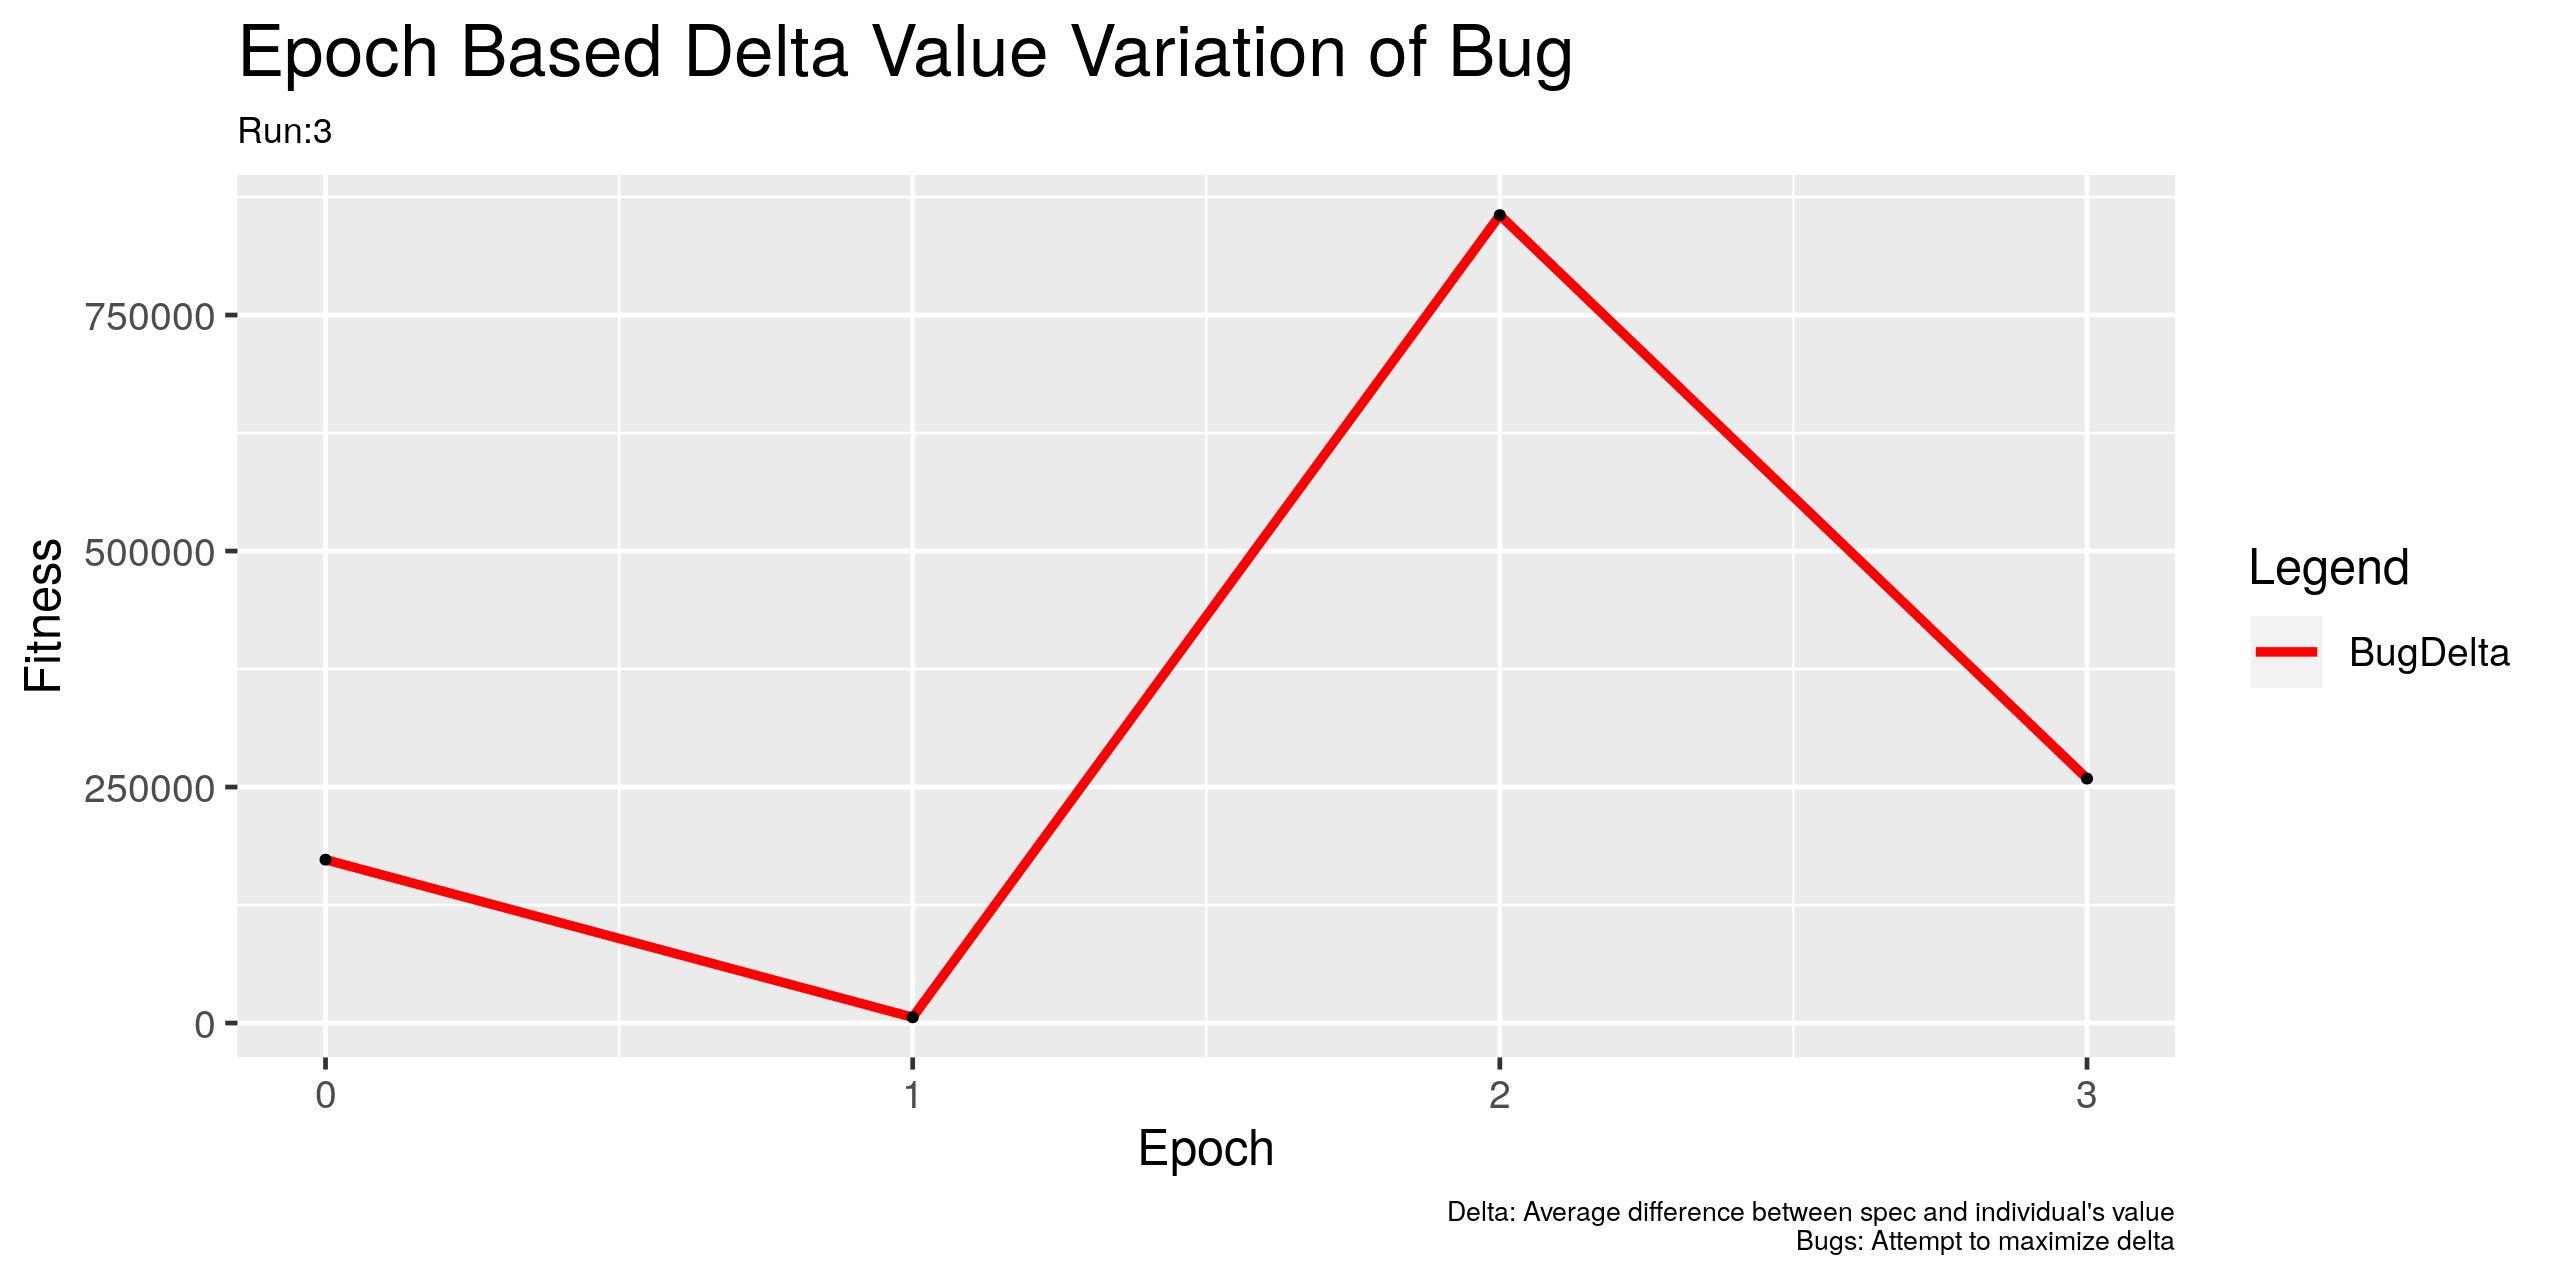 Epoch Based Delta Value Variation of Bug
Run:3
750000
500000
250000
0
Fitness
0 1 2 3
Epoch
Legend
BugDelta
Delta: Average difference between spec and individual's value
Bugs: Attempt to maximize delta